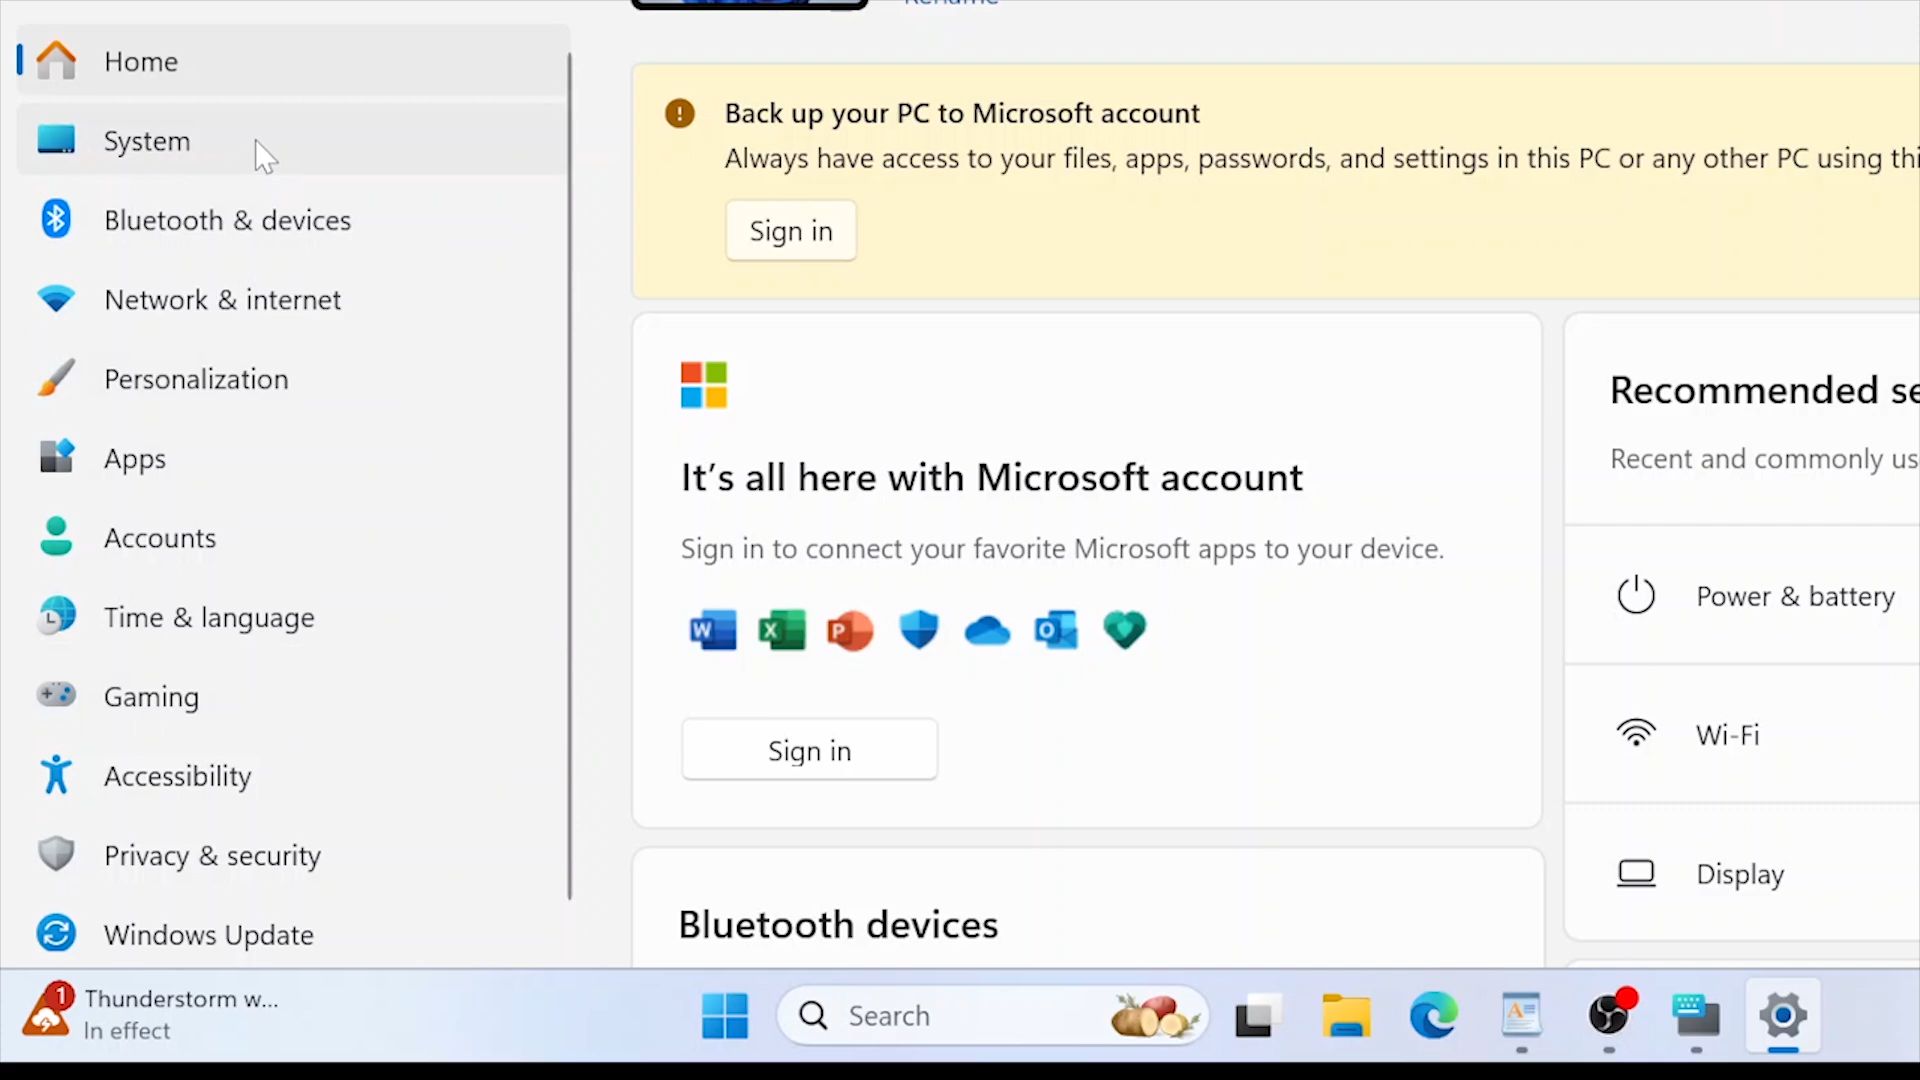 Home
System
Bluetooth & devices
Network & internet
Personalization
Apps
Accounts
Time & language
Gaming
Accessibility
Privacy & security
Windows Update
Rename
Back up your PC to Microsoft account
Always have access to your files, apps, passwords, and settings in this PC or any other PC using thi
Sign in
It's all here with Microsoft account
Sign in to connect your favorite Microsoft apps to your device.
W X P O
Sign in
Bluetooth devices
Recommended se
Recent and commonly us
Power & battery
Wi-Fi
Display
1
Thunderstorm w...
In effect
Search